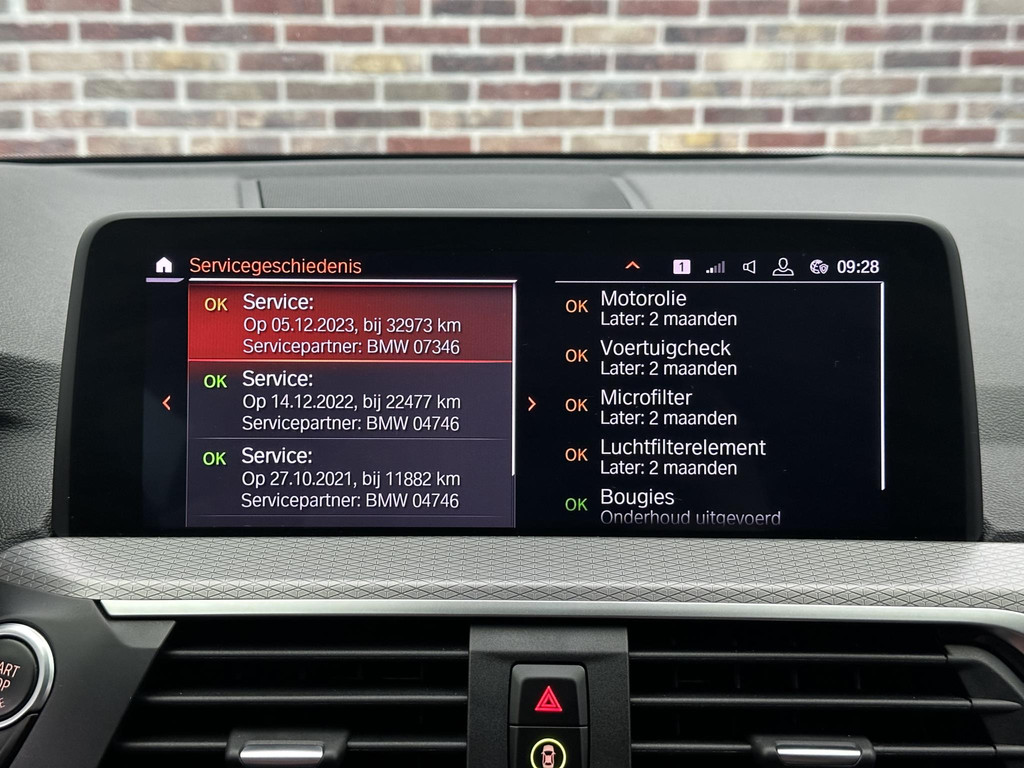 Servicegeschiedenis
1
09:28
OK Service:
Op 05.12.2023, bij 32973 km
Servicepartner: BMW 07346
OK Service:
Op 14.12.2022, bij 22477 km
Servicepartner: BMW 04746
OK Service:
Op 27.10.2021, bij 11882 km
Servicepartner: BMW 04746
OK Motorolie
Later: 2 maanden
OK Voertuigcheck
Later: 2 maanden
OK Microfilter
Later: 2 maanden
OK Luchtfilterelement
Later: 2 maanden
OK Bougies
Onderhoud uitgevoerd
ART
OP